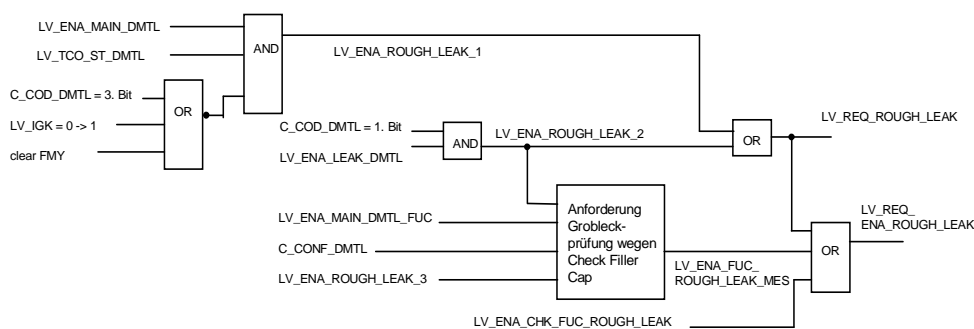 LV_ENA_MAIN_DMTL
LV_TCO_ST_DMTL
AND
LV_ENA_ROUGH_LEAK_1
C_COD_DMTL = 3. Bit
LV_IGK = 0 -> 1
clear FMY
OR
C_COD_DMTL = 1. Bit
LV_ENA_LEAK_DMTL
AND
LV_ENA_ROUGH_LEAK_2
OR
LV_REQ_ROUGH_LEAK
LV_ENA_MAIN_DMTL_FUC
C_CONF_DMTL
LV_ENA_ROUGH_LEAK_3
Anforderung
Grobleck-
prüfung wegen
Check Filler
Cap
LV_ENA_FUC_
ROUGH_LEAK_MES
LV_ENA_CHK_FUC_ROUGH_LEAK
OR
LV_REQ_
ENA_ROUGH_LEAK